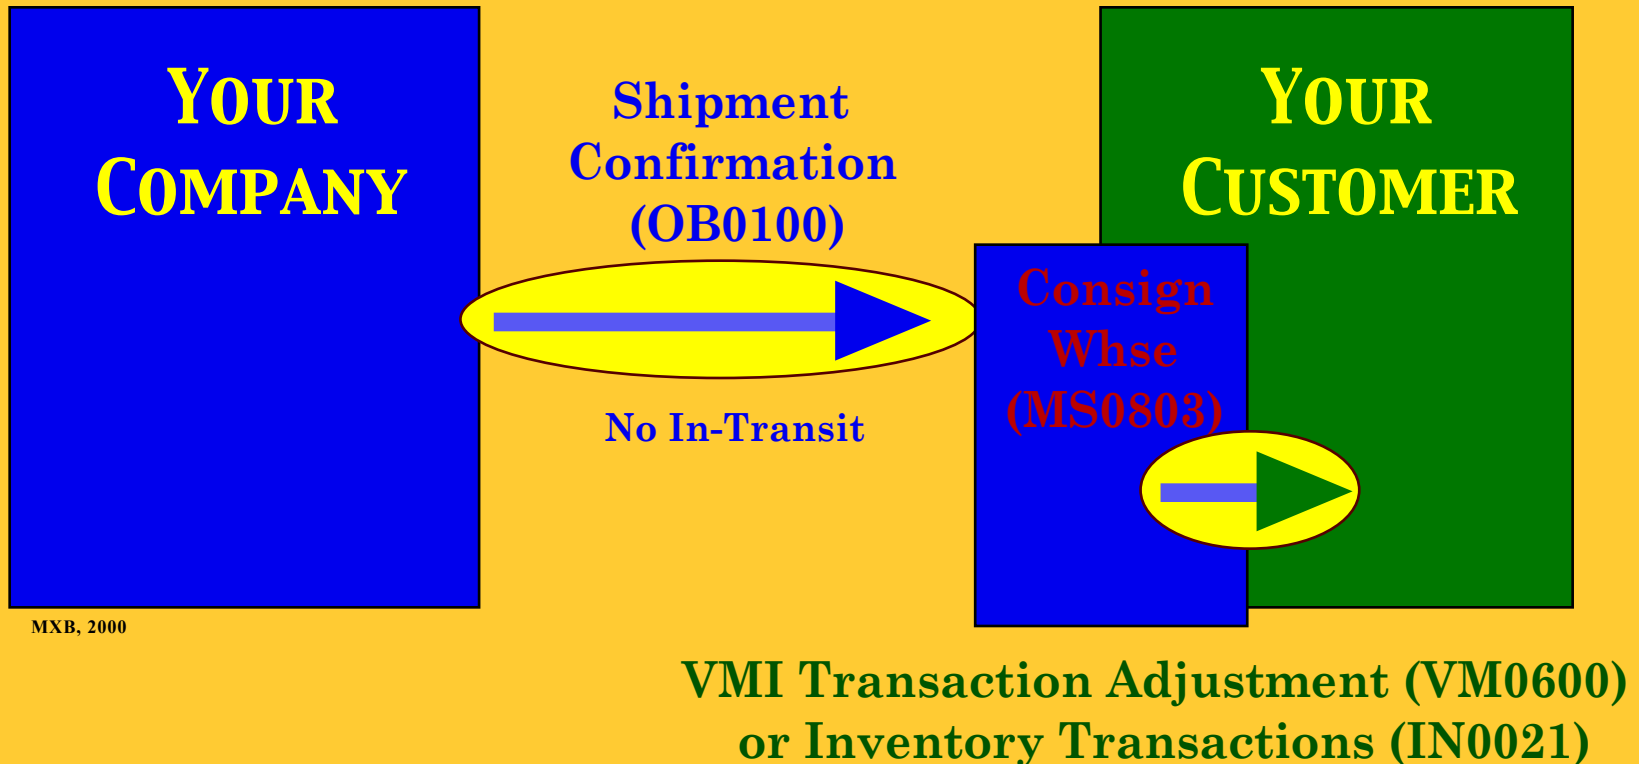 Your
Company
Shipment
Confirmation
(OB0100)
No In-Transit
Your
Customer
Consign
Whse
(MS0803)
MXB, 2000
VMI Transaction Adjustment (VM0600)
or Inventory Transactions (IN0021)